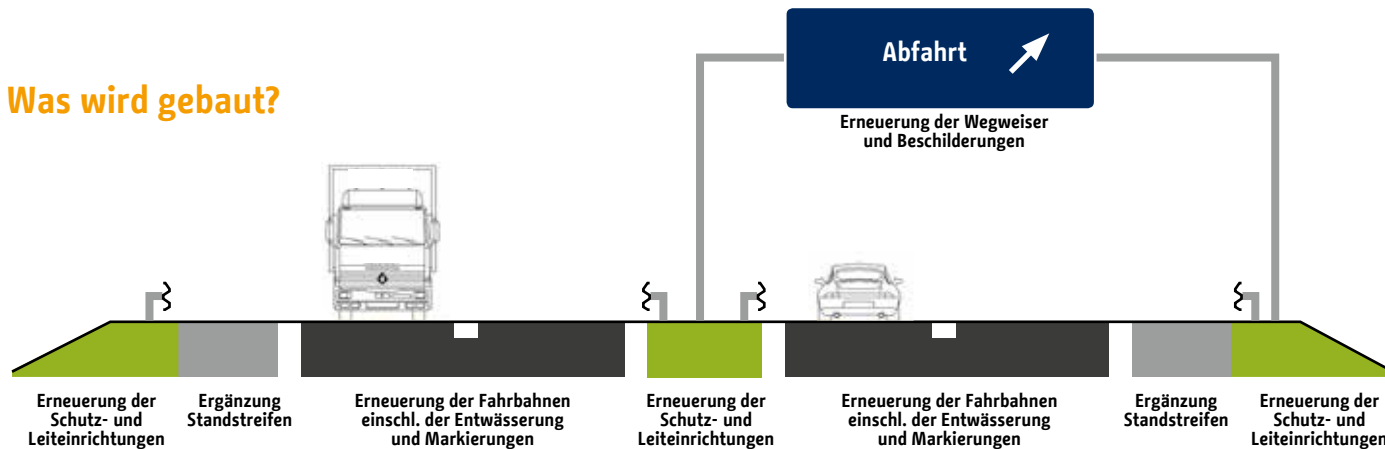 Was wird gebaut?
Abfahrt
Erneuerung der Wegweiser
und Beschilderungen
Erneuerung der
Schutz- und
Leiteinrichtungen
Ergänzung
Standstreifen
Erneuerung der Fahrbahnen
einschl. der Entwässerung
und Markierungen
Erneuerung der
Schutz- und
Leiteinrichtungen
Erneuerung der Fahrbahnen
einschl. der Entwässerung
und Markierungen
Ergänzung
Standstreifen
Erneuerung der
Schutz- und
Leiteinrichtungen